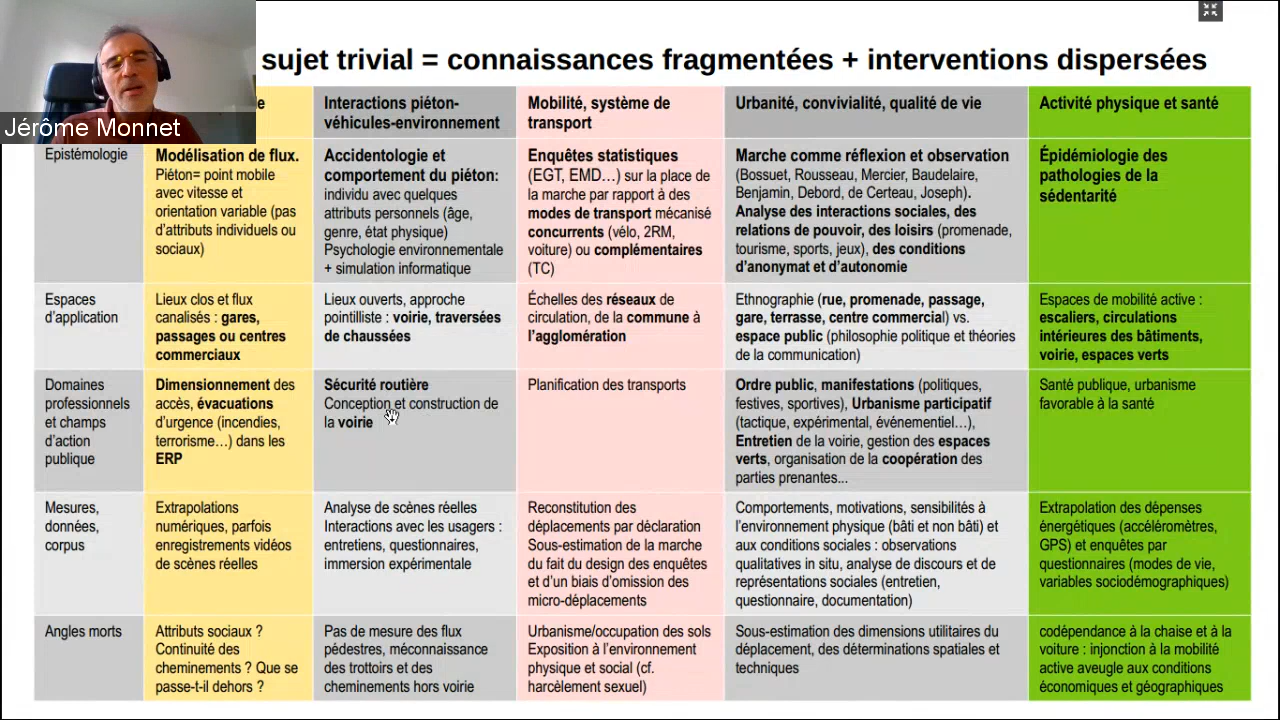 sujet trivial = connaissances fragmentées + interventions dispersées
Jérôme Monnet
e
Interactions piéton-
véhicules-environnement
Mobilité, système de
transport
Urbanité, convivialité, qualité de vie
Activité physique et santé
Epistémologie
Modélisation de flux.
Piéton= point mobile
avec vitesse et
orientation variable (pas
d’attributs individuels ou
sociaux)
Accidentologie et
comportement du piéton:
individu avec quelques
attributs personnels (âge,
genre, état physique)
Psychologie environnementale
+ simulation informatique
Enquêtes statistiques
(EGT, EMD…) sur la place de
la marche par rapport à des
modes de transport mécanisé
concurrents (vélo, 2RM,
voiture) ou complémentaires
(TC)
Marche comme réflexion et observation
(Bossuet, Rousseau, Mercier, Baudelaire,
Benjamin, Debord, de Certeau, Joseph).
Analyse des interactions sociales, des
relations de pouvoir, des loisirs (promenade,
tourisme, sports, jeux), des conditions
d’anonymat et d’autonomie
Épidémiologie des
pathologies de la
sédentarité
Espaces
d’application
Lieux clos et flux
canalisés : gares,
passages ou centres
commerciaux
Lieux ouverts, approche
pointilliste : voirie, traversées
de chaussées
Échelles des réseaux de
circulation, de la commune à
l’agglomération
Ethnographie (rue, promenade, passage,
gare, terrasse, centre commercial) vs.
espace public (philosophie politique et théories
de la communication)
Espaces de mobilité active :
escaliers, circulations
intérieures des bâtiments,
voirie, espaces verts
Domaines
professionnels
et champs
d’action
publique
Dimensionnement des
accès, évacuations
d’urgence (incendies,
terrorisme…) dans les
ERP
Sécurité routière
Conception et construction de
la voirie
Planification des transports
Ordre public, manifestations (politiques,
festives, sportives), Urbanisme participatif
(tactique, expérimental, événementiel…),
Entretien de la voirie, gestion des espaces
verts, organisation de la coopération des
parties prenantes...
Santé publique, urbanisme
favorable à la santé
Mesures,
données,
corpus
Extrapolations
numériques, parfois
enregistrements vidéos
de scènes réelles
Analyse de scènes réelles
Interactions avec les usagers :
entretiens, questionnaires,
immersion expérimentale
Reconstitution des
déplacements par déclaration
Sous-estimation de la marche
du fait du design des enquêtes
et d’un biais d’omission des
micro-déplacements
Comportements, motivations, sensibilités à
l’environnement physique (bâti et non bâti) et
aux conditions sociales : observations
qualitatives in situ, analyse de discours et de
représentations sociales (entretien,
questionnaire, documentation)
Extrapolation des dépenses
énergétiques (accéléromètres,
GPS) et enquêtes par
questionnaires (modes de vie,
variables sociodémographiques)
Angles morts
Attributs sociaux ?
Continuité des
cheminements ? Que se
passe-t-il dehors ?
Pas de mesure des flux
pédestres, méconnaissance
des trottoirs et des
cheminements hors voirie
Urbanisme/occupation des sols
Exposition à l’environnement
physique et social (cf.
harcèlement sexuel)
Sous-estimation des dimensions utilitaires du
déplacement, des déterminations spatiales et
techniques
codépendance à la chaise et à la
voiture : injonction à la mobilité
active aveugle aux conditions
économiques et géographiques